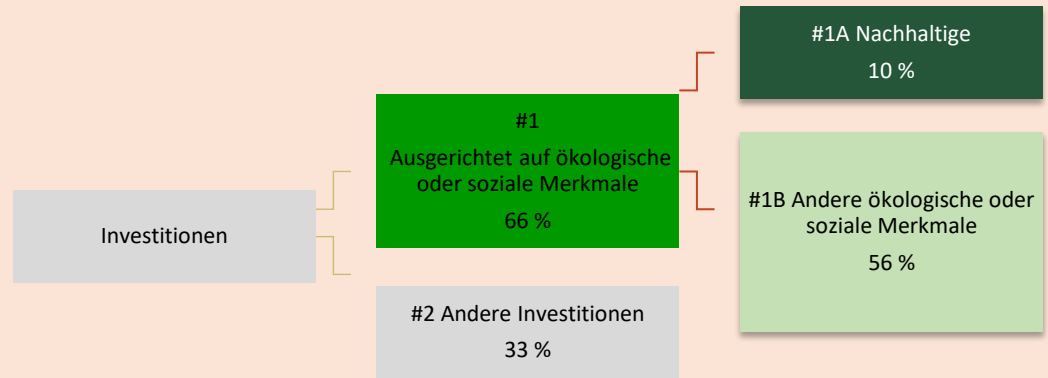 Investitionen
#1
Ausgerichtet auf ökologische
oder soziale Merkmale
66 %
#2 Andere Investitionen
33 %
#1A Nachhaltige
10 %
#1B Andere ökologische oder
soziale Merkmale
56 %